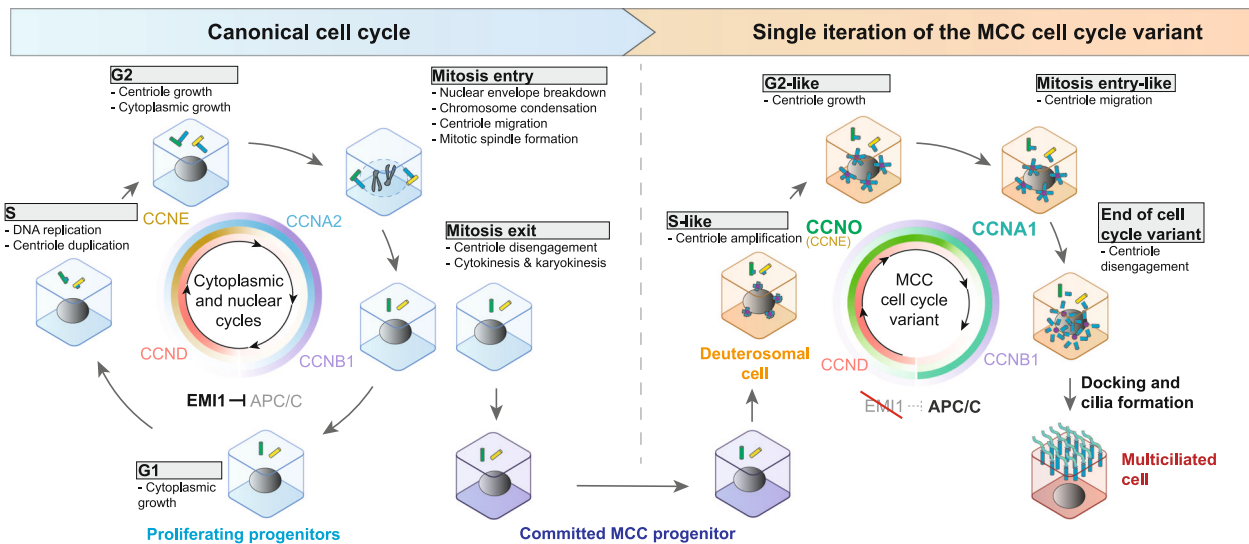 Canonical cell cycle
Single iteration of the MCC cell cycle variant
G2
- Centriole growth
- Cytoplasmic growth
Mitosis entry
- Nuclear envelope breakdown
- Chromosome condensation
- Centriole migration
- Mitotic spindle formation
S
- DNA replication
- Centriole duplication
CCNE
CCNA2
Mitosis exit
- Centriole disengagement
- Cytokinesis & karyokinesis
Cytoplasmic
and nuclear
cycles
CCND
CCNB1
EMI1
APC/C
G1
- Cytoplasmic
growth
Proliferating progenitors
Committed MCC progenitor
G2-like
- Centriole growth
Mitosis entry-like
- Centriole migration
S-like
- Centriole amplification
CCNO
(CCNE)
CCNA1
End of cell
cycle variant
- Centriole
disengagement
MCC
cell cycle
variant
Deuterosomal
cell
CCND
CCNB1
EMI1
APC/C
Docking and
cilia formation
Multiciliated
cell